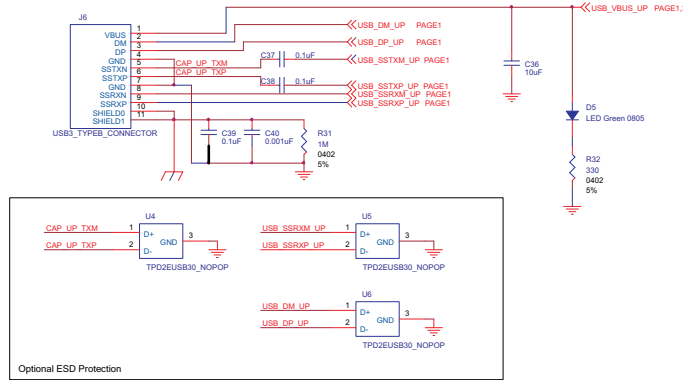 J6
USB_VBUS_UP PAGE1,
1 VBUS
2 DM
3 DP
4 GND
5 SSTXN
6 SSTXP
7 GND
8 SSRXN
9 SSRXP
10 SHIELD0
11 SHIELD1
USB3_TYPEB_CONNECTOR
USB_DM_UP PAGE1
USB_DP_UP PAGE1
CAP_UP_TXM
C37 0.1uF
USB_SSTXM_UP PAGE1
CAP_UP_TXP
C38 0.1uF
USB_SSTXP_UP PAGE1
USB_SSRXM_UP PAGE1
USB_SSRXP_UP PAGE1
C36
10uF
D5
LED Green 0805
C39
0.1uF
C40
0.001uF
R31
1M
0402
5%
R32
330
0402
5%
U4
CAP_UP_TXM 1 D+
CAP_UP_TXP 2 D-
GND 3
TPD2EUSB30_NOPOP
U5
USB_SSRXM_UP 1 D+
USB_SSRXP_UP 2 D-
GND 3
TPD2EUSB30_NOPOP
U6
USB_DM_UP 1 D+
USB_DP_UP 2 D-
GND 3
TPD2EUSB30_NOPOP
Optional ESD Protection